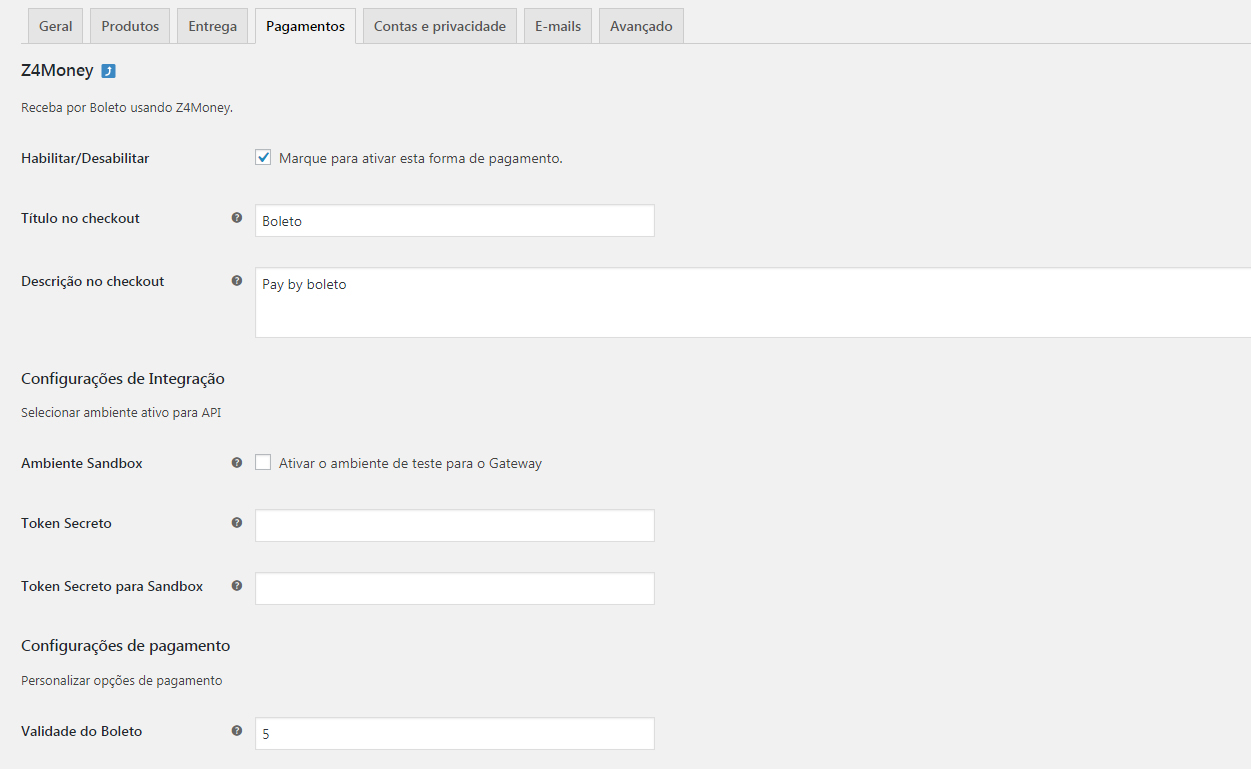 Geral Produtos Entrega Pagamentos Contas e privacidade E-mails Avançado
Z4Money
Receba por Boleto usando Z4Money.
Habilitar/Desabilitar Marque para ativar esta forma de pagamento.
Título no checkout Boleto
Descrição no checkout Pay by boleto
Configurações de Integração
Selecionar ambiente ativo para API
Ambiente Sandbox Ativar o ambiente de teste para o Gateway
Token Secreto
Token Secreto para Sandbox
Configurações de pagamento
Personalizar opções de pagamento
Validade do Boleto 5